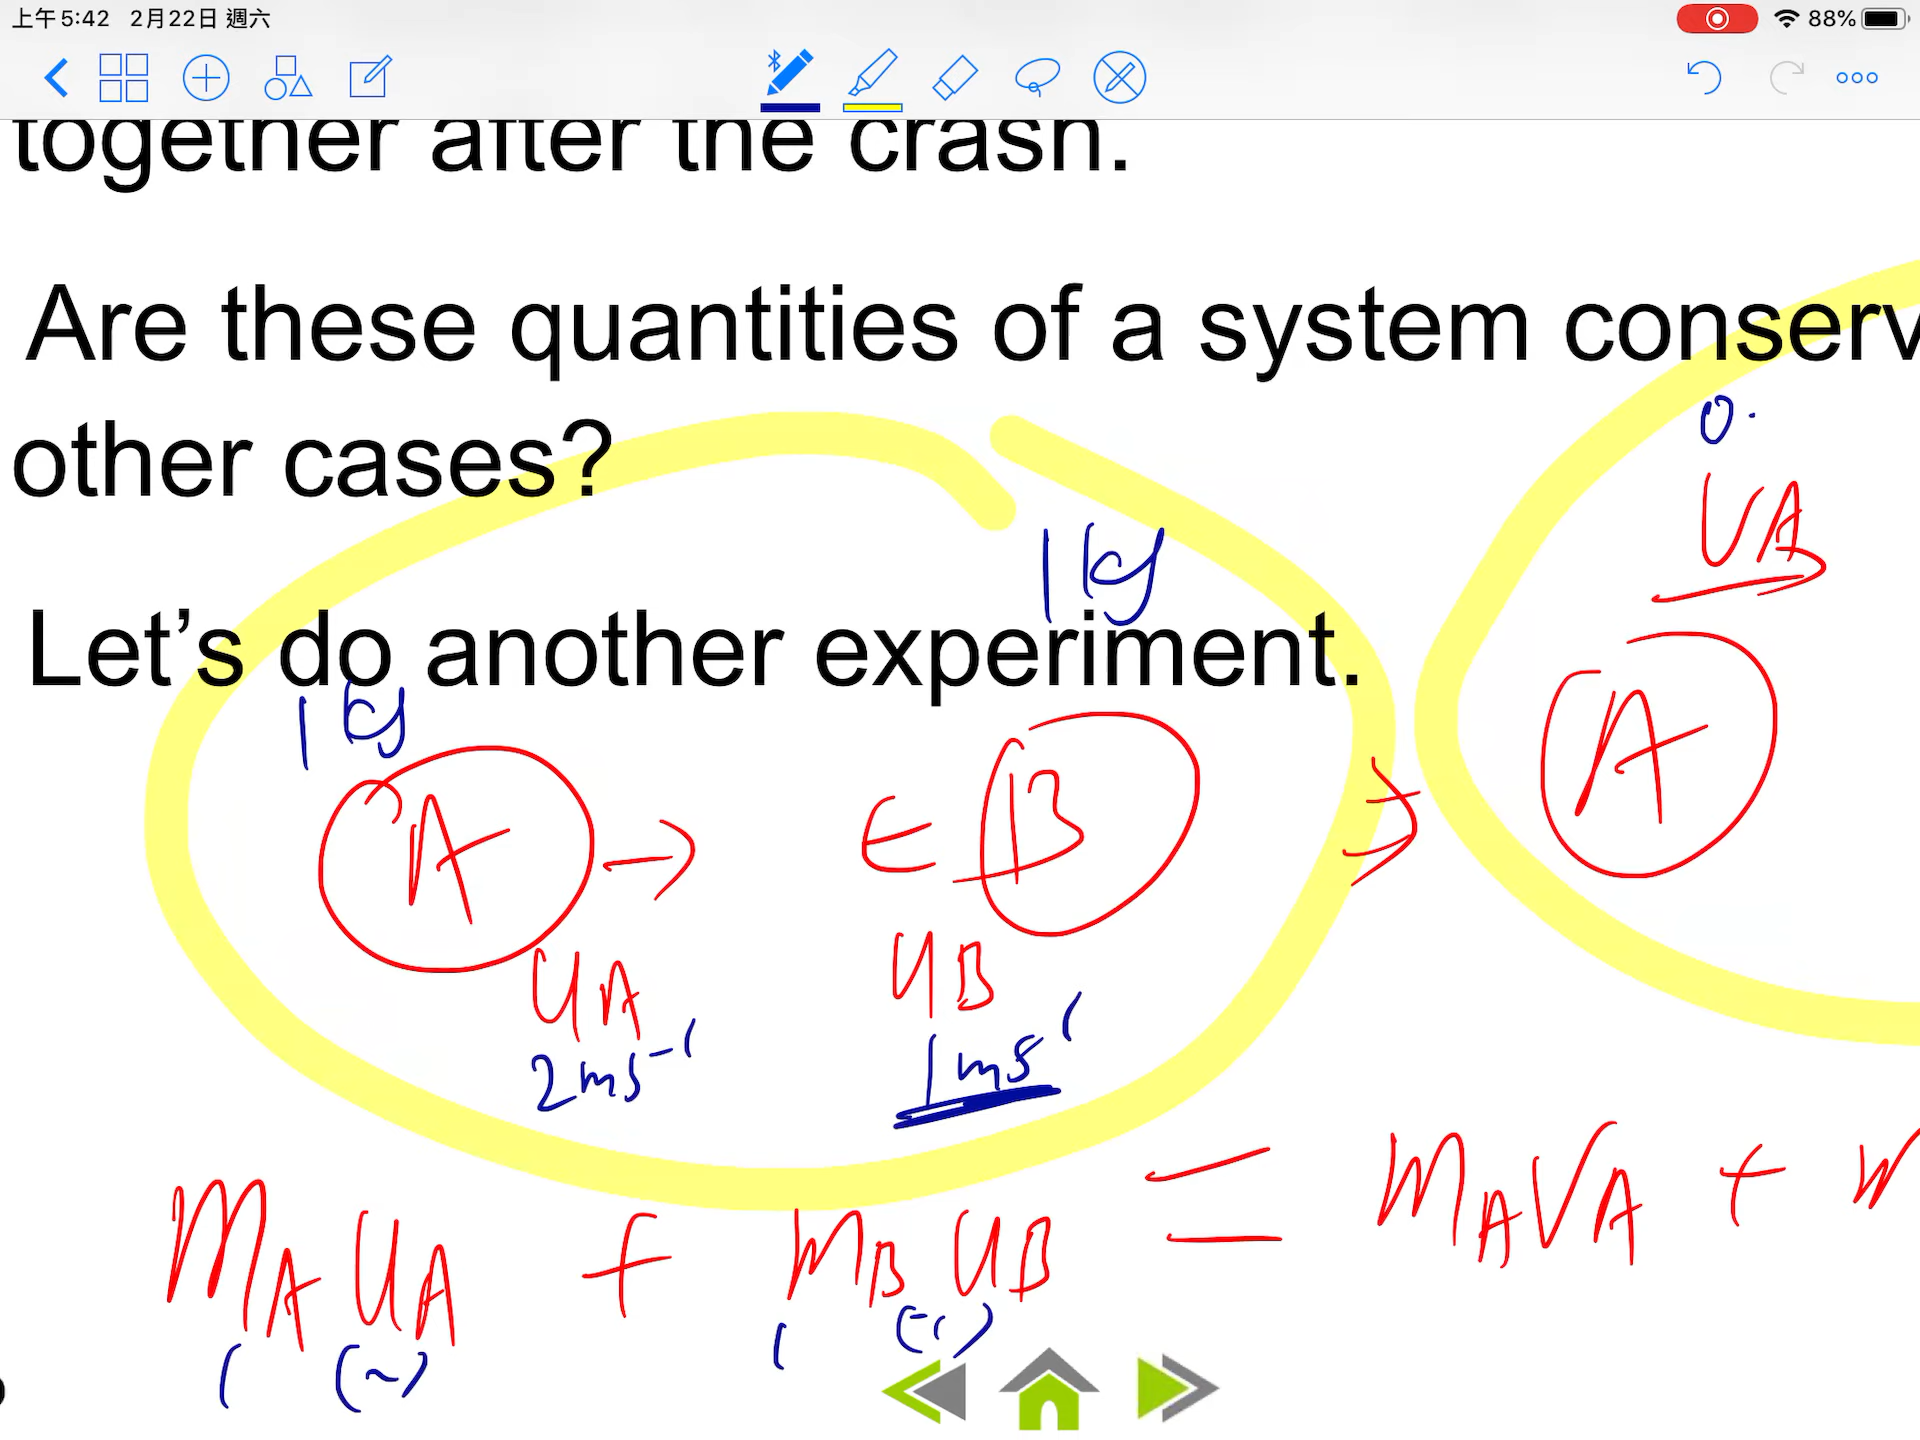 上午5:42 2月22日 週六 88%
together after the crash.
Are these quantities of a system conserv
other cases?
0.
VA
1kg
Let’s do another experiment.
1kg
A → ← B ⇒ A
UA UB
2ms⁻¹ 1ms⁻¹
mAUA + mBUB = mAVA + m
1 (2) 1 (-1)